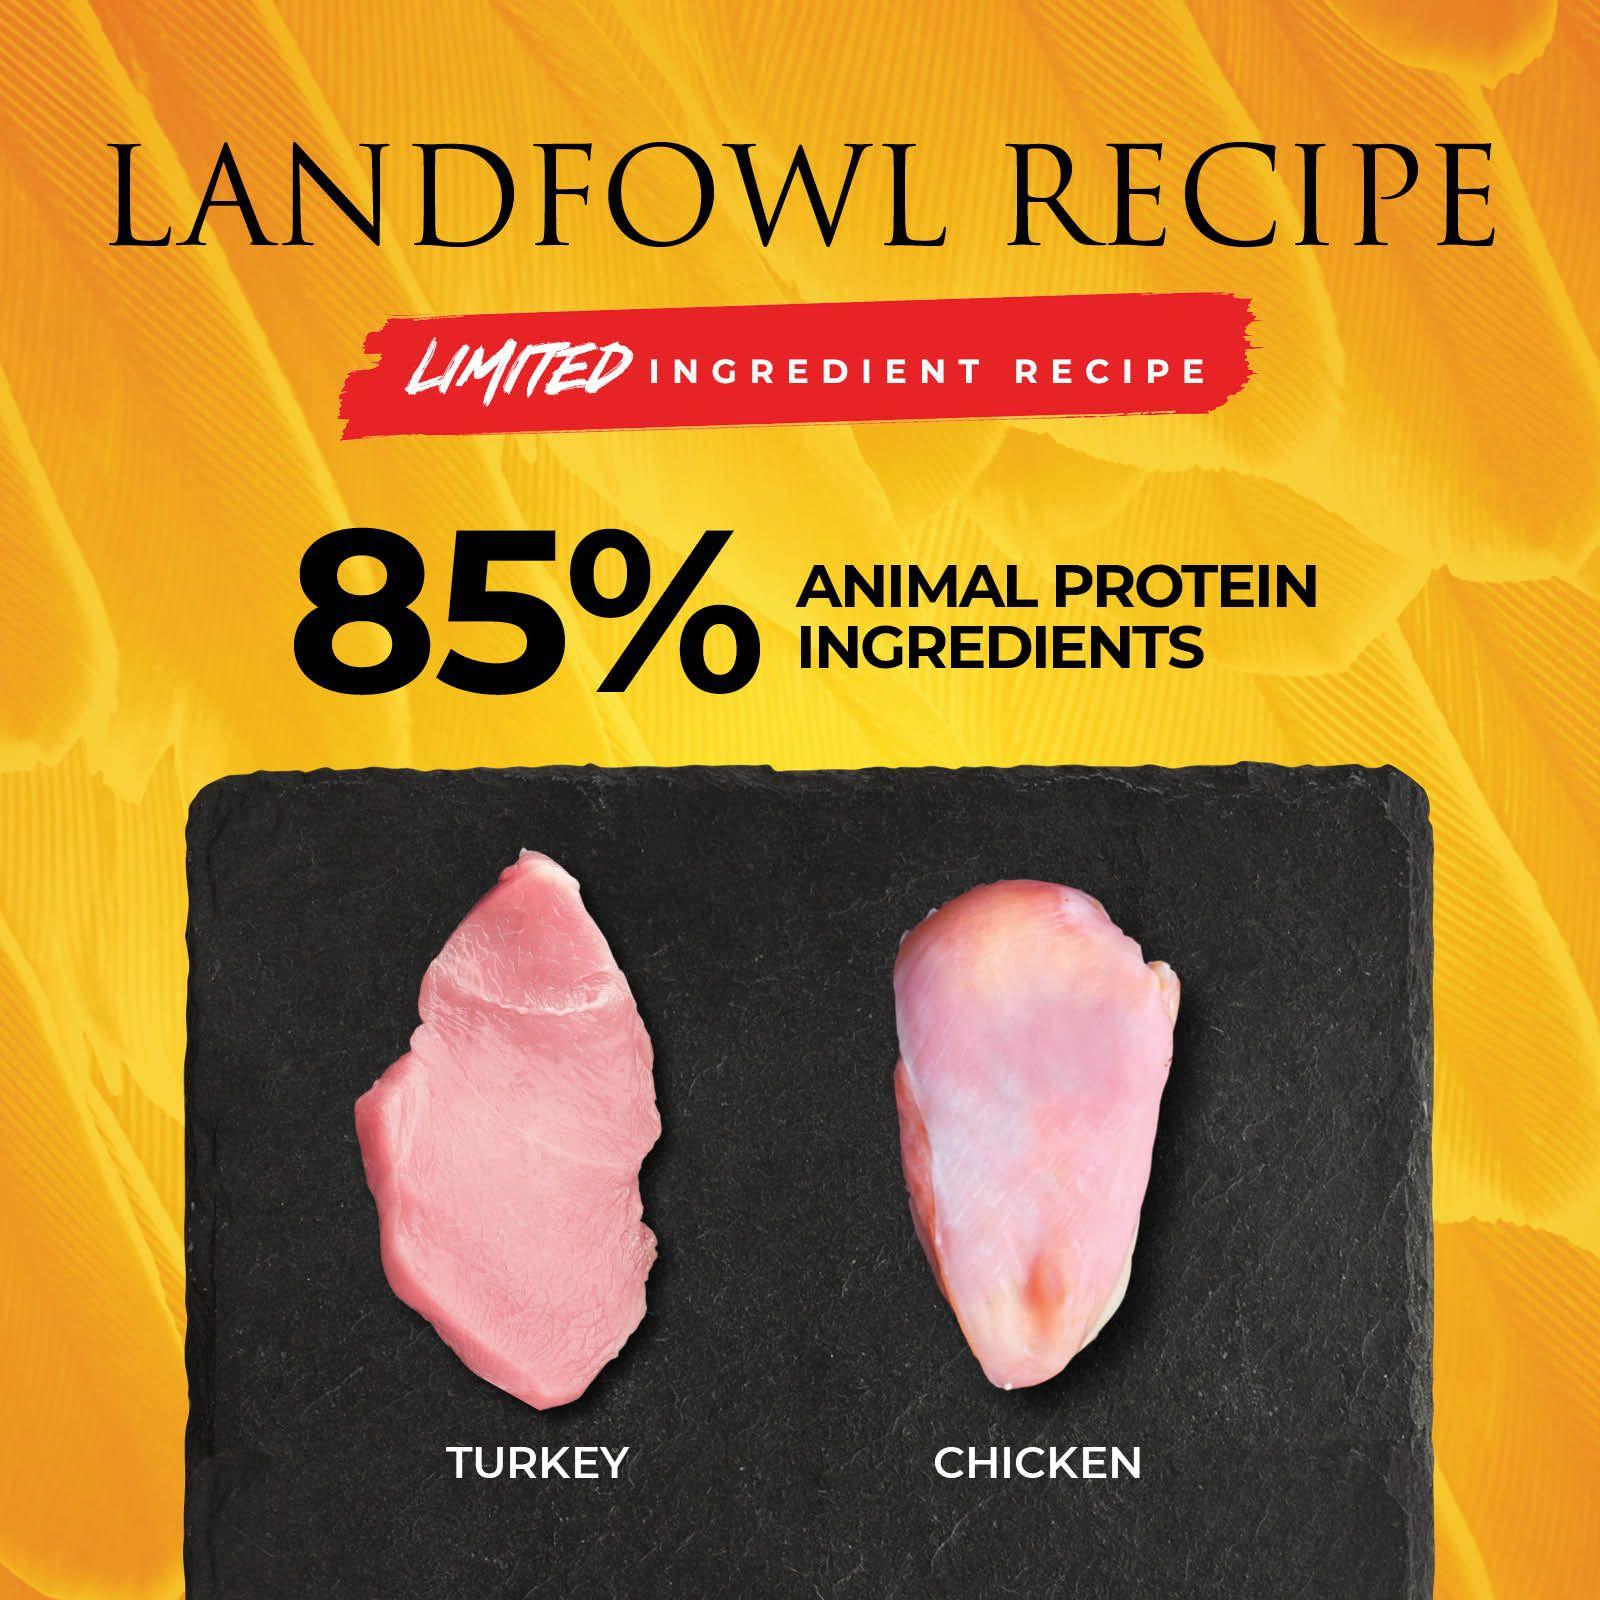 LANDFOWL RECIPE
LIMITED INGREDIENT RECIPE
85% ANIMAL PROTEIN
INGREDIENTS
TURKEY CHICKEN